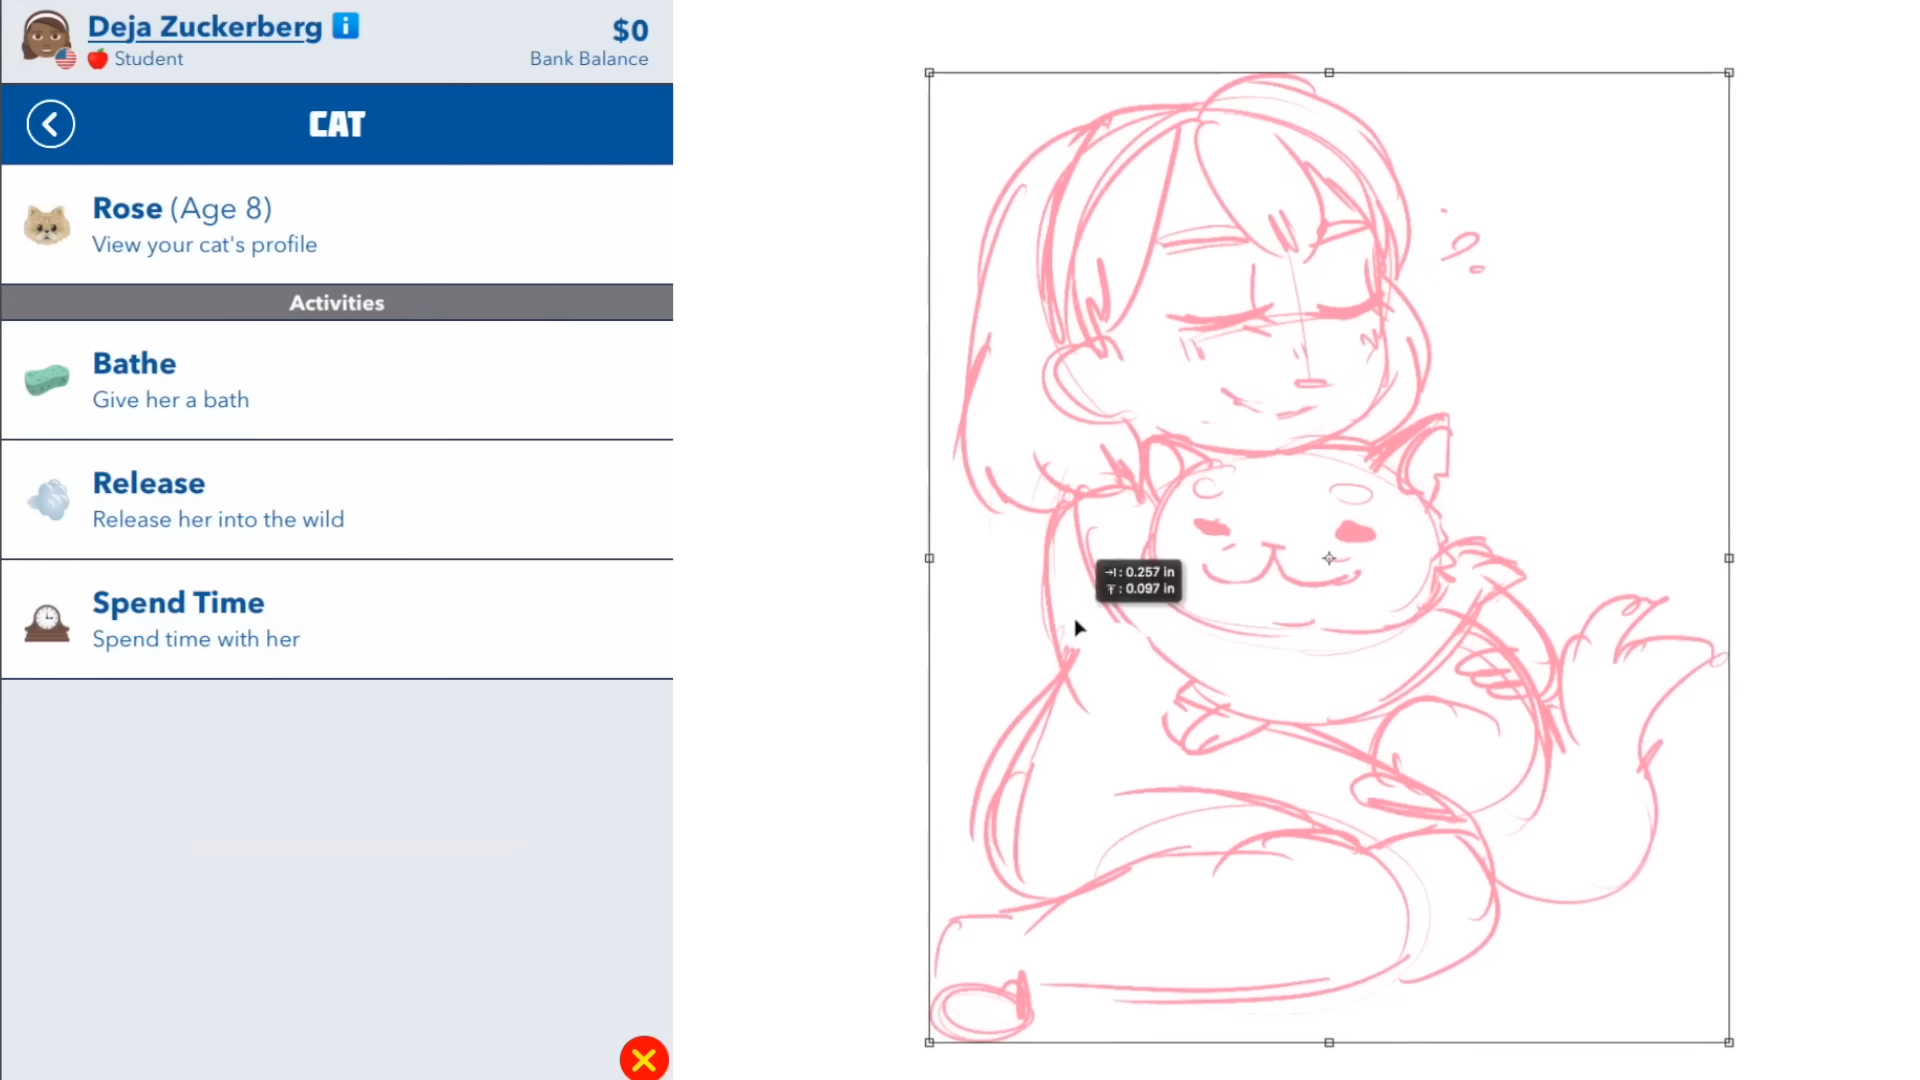 Deja Zuckerberg
$0
Student
Bank Balance
CAT
Rose (Age 8)
View your cat's profile
Activities
Bathe
Give her a bath
Release
Release her into the wild
Spend Time
Spend time with her
: 0.257 in
: 0.097 in